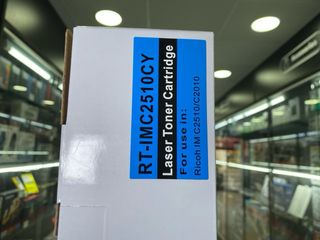 RT-IMC2510CY
Laser Toner Cartridge
For use in:
Ricoh IM C2510/C2010